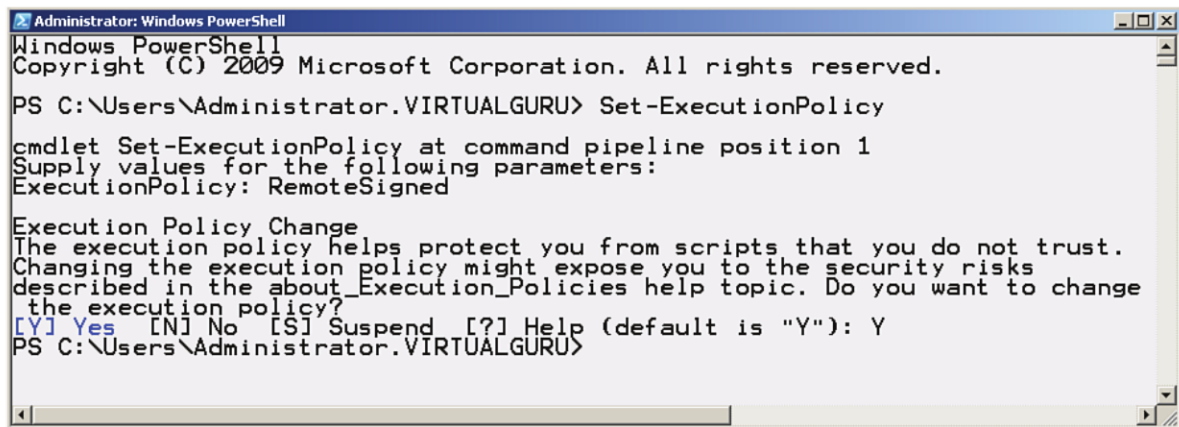 Administrator: Windows PowerShell
Windows PowerShell
Copyright (C) 2009 Microsoft Corporation. All rights reserved.
PS C:\Users\Administrator.VIRTUALGURU> Set-ExecutionPolicy
cmdlet Set-ExecutionPolicy at command pipeline position 1
Supply values for the following parameters:
ExecutionPolicy: RemoteSigned
Execution Policy Change
The execution policy helps protect you from scripts that you do not trust.
Changing the execution policy might expose you to the security risks
described in the about_Execution_Policies help topic. Do you want to change
the execution policy?
[Y] Yes  [N] No  [S] Suspend  [?] Help (default is "Y"): Y
PS C:\Users\Administrator.VIRTUALGURU>